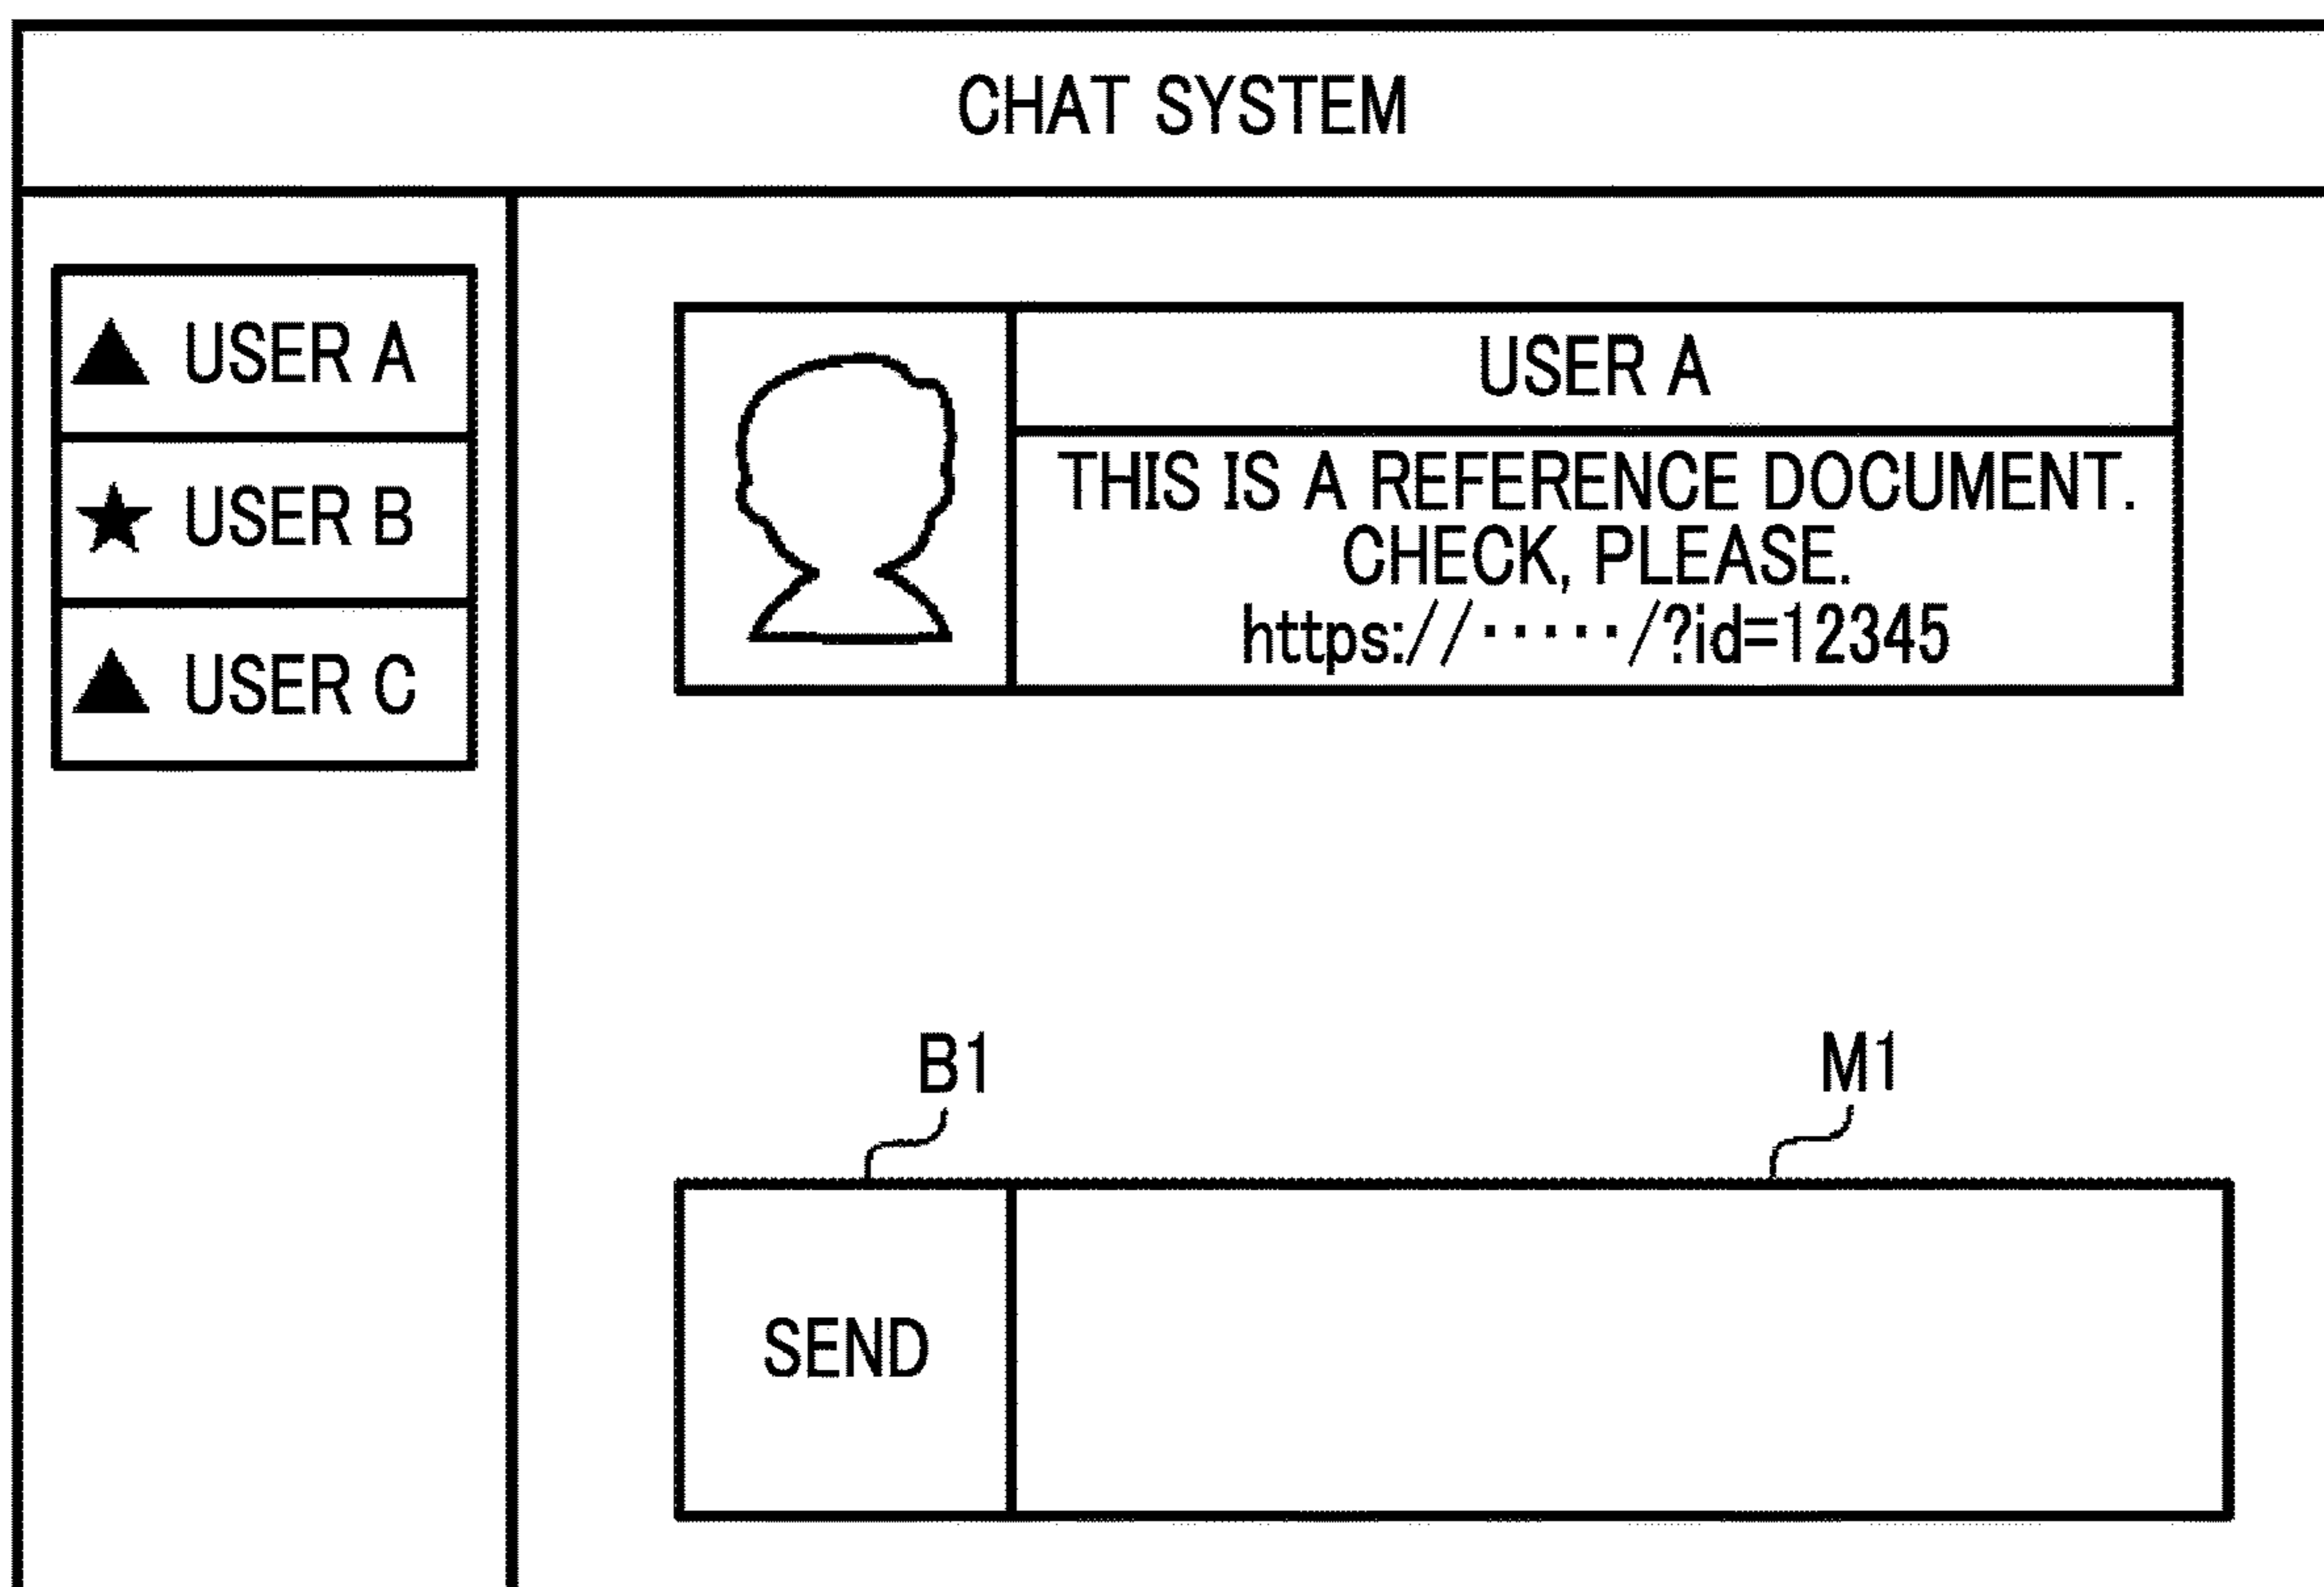 CHAT SYSTEM
▲ USER A
★ USER B
▲ USER C
USER A
THIS IS A REFERENCE DOCUMENT.
CHECK, PLEASE.
https://·····/?id=12345
B1
M1
SEND